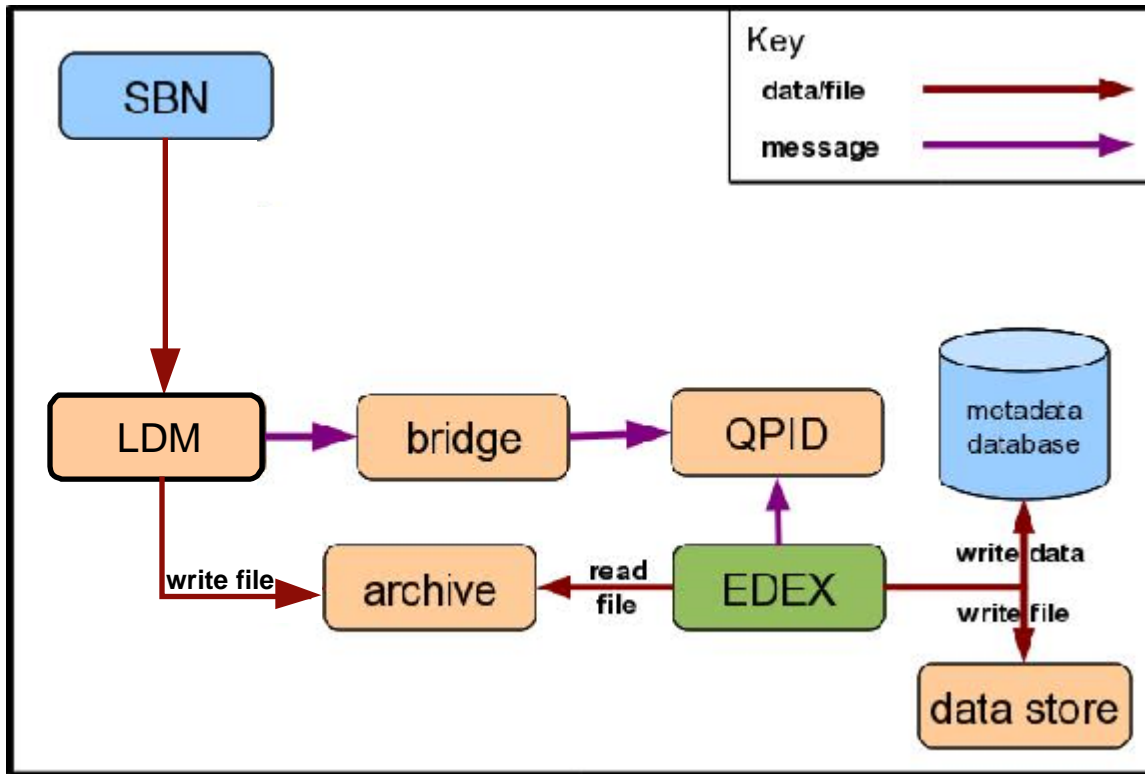 Key
data/file
message
SBN
LDM
bridge
QPID
metadata
database
write file
archive
read
file
EDEX
write data
write file
data store